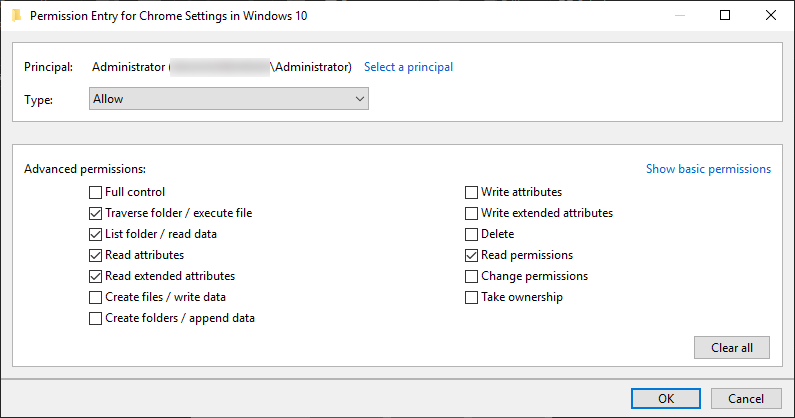 Permission Entry for Chrome Settings in Windows 10
Principal: Administrator ( \Administrator) Select a principal
Type: Allow
Advanced permissions: Show basic permissions
Full control
Traverse folder / execute file
List folder / read data
Read attributes
Read extended attributes
Create files / write data
Create folders / append data
Write attributes
Write extended attributes
Delete
Read permissions
Change permissions
Take ownership
Clear all
OK Cancel